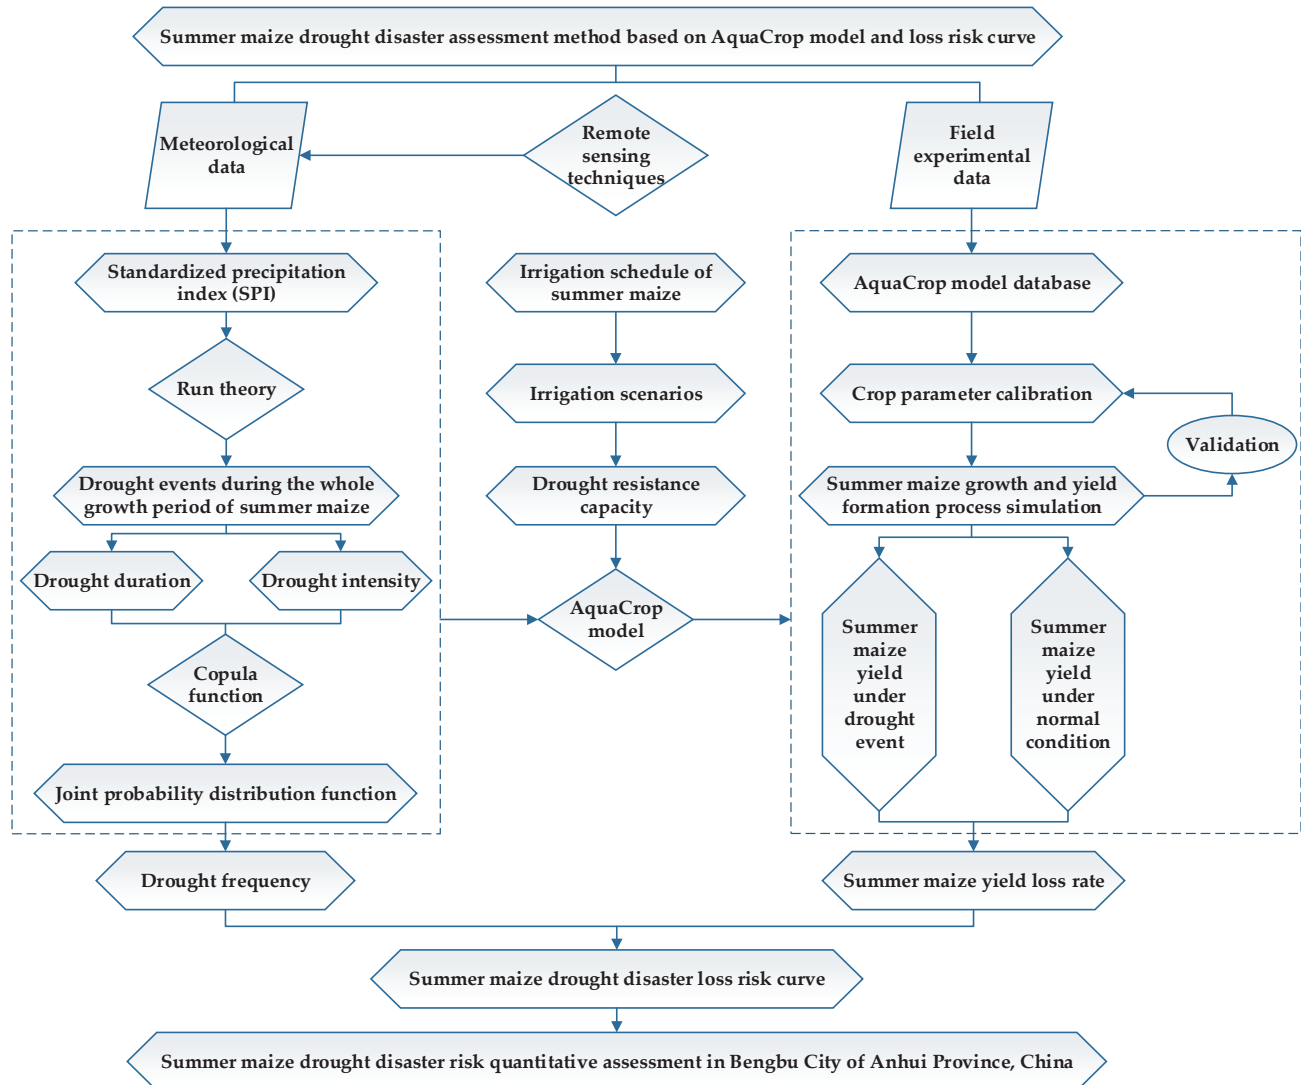 Summer maize drought disaster assessment method based on AquaCrop model and loss risk curve
Meteorological
data
Remote
sensing
techniques
Field
experimental
data
Standardized precipitation
index (SPI)
Run theory
Drought events during the whole
growth period of summer maize
Drought duration
Drought intensity
Copula
function
Joint probability distribution function
Drought frequency
Irrigation schedule of
summer maize
Irrigation scenarios
Drought resistance
capacity
AquaCrop
model
AquaCrop model database
Crop parameter calibration
Validation
Summer maize growth and yield
formation process simulation
Summer
maize
yield
under
drought
event
Summer
maize
yield
under
normal
condition
Summer maize yield loss rate
Summer maize drought disaster loss risk curve
Summer maize drought disaster risk quantitative assessment in Bengbu City of Anhui Province, China